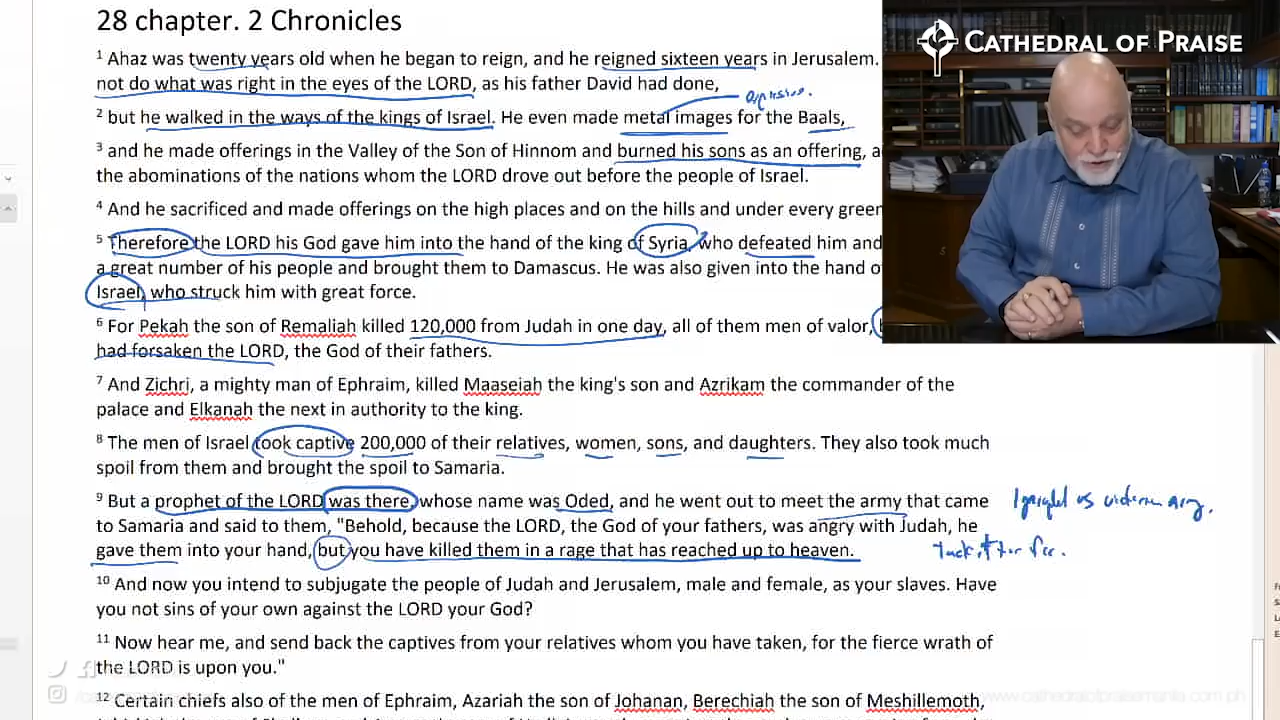 28 chapter. 2 Chronicles
CATHEDRAL OF PRAISE
1 Ahaz was twenty years old when he began to reign, and he reigned sixteen years in Jerusalem.
not do what was right in the eyes of the LORD, as his father David had done,
2 but he walked in the ways of the kings of Israel. He even made metal images for the Baals,
3 and he made offerings in the Valley of the Son of Hinnom and burned his sons as an offering, a
the abominations of the nations whom the LORD drove out before the people of Israel.
4 And he sacrificed and made offerings on the high places and on the hills and under every green
5 Therefore the LORD his God gave him into the hand of the king of Syria, who defeated him and
a great number of his people and brought them to Damascus. He was also given into the hand of
Israel, who struck him with great force.
6 For Pekah the son of Remaliah killed 120,000 from Judah in one day, all of them men of valor,
had forsaken the LORD, the God of their fathers.
7 And Zichri, a mighty man of Ephraim, killed Maaseiah the king's son and Azrikam the commander of the
palace and Elkanah the next in authority to the king.
8 The men of Israel took captive 200,000 of their relatives, women, sons, and daughters. They also took much
spoil from them and brought the spoil to Samaria.
9 But a prophet of the LORD was there, whose name was Oded, and he went out to meet the army that came
to Samaria and said to them, "Behold, because the LORD, the God of your fathers, was angry with Judah, he
gave them into your hand, but you have killed them in a rage that has reached up to heaven.
10 And now you intend to subjugate the people of Judah and Jerusalem, male and female, as your slaves. Have
you not sins of your own against the LORD your God?
11 Now hear me, and send back the captives from your relatives whom you have taken, for the fierce wrath of
the LORD is upon you."
12 Certain chiefs also of the men of Ephraim, Azariah the son of Johanan, Berechiah the son of Meshillemoth,
www.cathedralofpraisemanila.com.ph